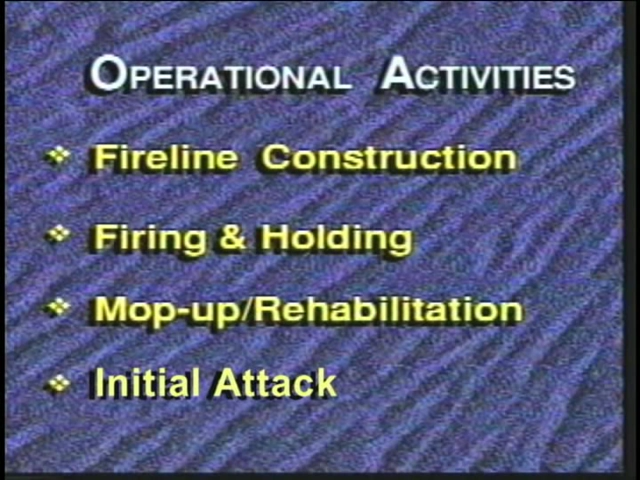 OPERATIONAL ACTIVITIES
Fireline Construction
Firing & Holding
Mop-up/Rehabilitation
Initial Attack